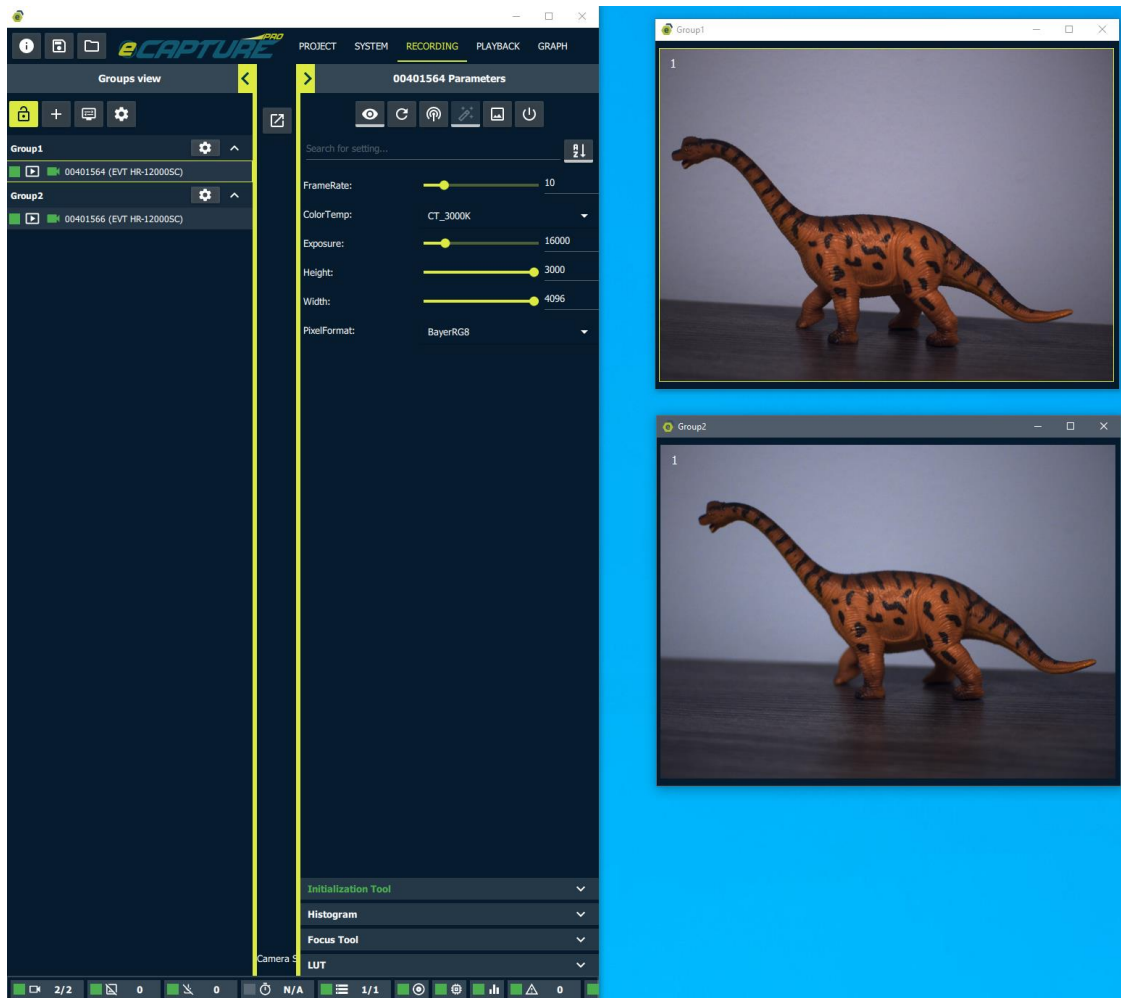 eCAPTURE PRO
PROJECT SYSTEM RECORDING PLAYBACK GRAPH
Groups view
00401564 Parameters
Search for setting...
Group1
00401564 (EVT HR-12000SC)
Group2
00401566 (EVT HR-12000SC)
FrameRate: 10
ColorTemp: CT_3000K
Exposure: 16000
Height: 3000
Width: 4096
PixelFormat: BayerRG8
Initialization Tool
Histogram
Focus Tool
LUT
Camera S
2/2 0 0 N/A 1/1 0
Group1
1
Group2
1